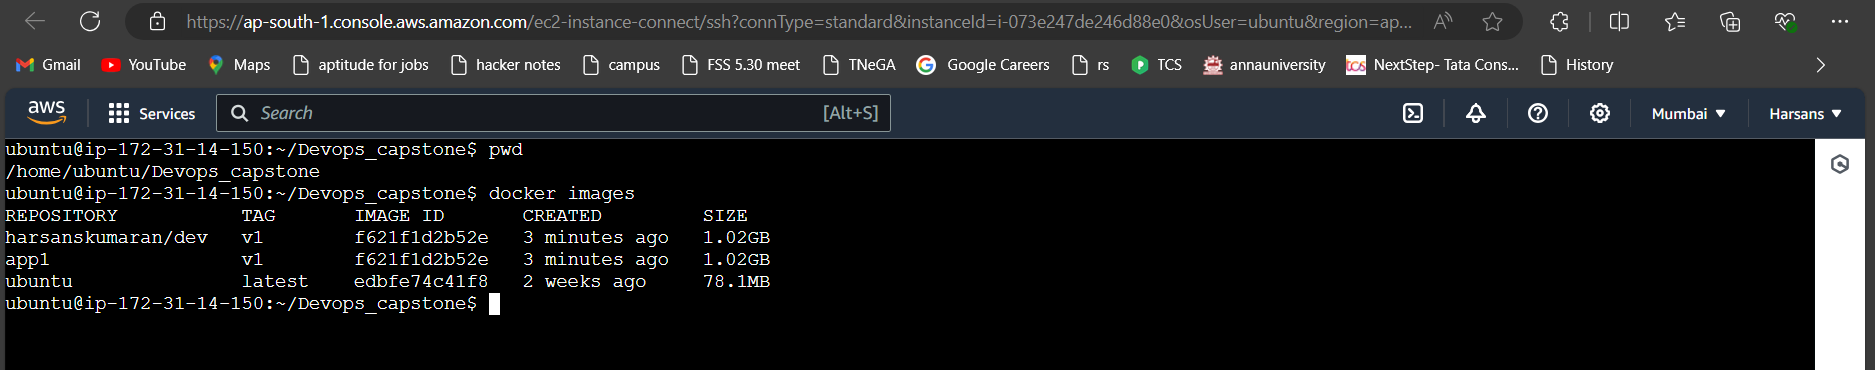 https://ap-south-1.console.aws.amazon.com/ec2-instance-connect/ssh?connType=standard&instanceId=i-073e247de246d88e0&osUser=ubuntu&region=ap... A
Gmail YouTube Maps aptitude for jobs hacker notes campus FSS 5.30 meet TNeGA Google Careers rs TCS annauniversity NextStep- Tata Cons... History
aws Services Search [Alt+S] Mumbai Harsans
ubuntu@ip-172-31-14-150:~/Devops_capstone$ pwd
/home/ubuntu/Devops_capstone
ubuntu@ip-172-31-14-150:~/Devops_capstone$ docker images
REPOSITORY TAG IMAGE ID CREATED SIZE
harsanskumaran/dev v1 f621f1d2b52e 3 minutes ago 1.02GB
app1 v1 f621f1d2b52e 3 minutes ago 1.02GB
ubuntu latest edbfe74c41f8 2 weeks ago 78.1MB
ubuntu@ip-172-31-14-150:~/Devops_capstone$